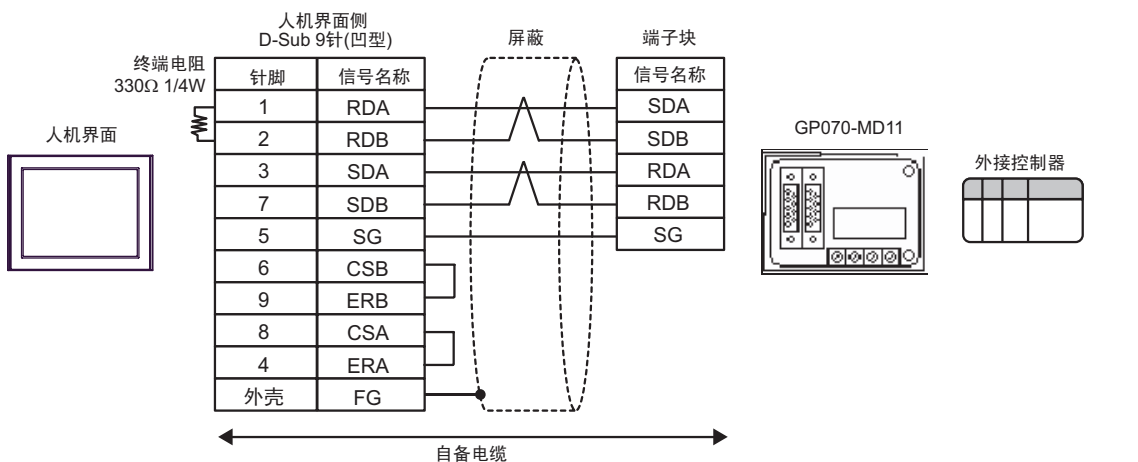 人机界面侧
D-Sub 9针(凹型)
屏蔽
端子块
终端电阻
330Ω 1/4W
针脚 信号名称
信号名称
1 RDA
SDA
2 RDB
SDB
3 SDA
RDA
7 SDB
RDB
5 SG
SG
6 CSB
9 ERB
8 CSA
4 ERA
外壳 FG
人机界面
GP070-MD11
外接控制器
自备电缆